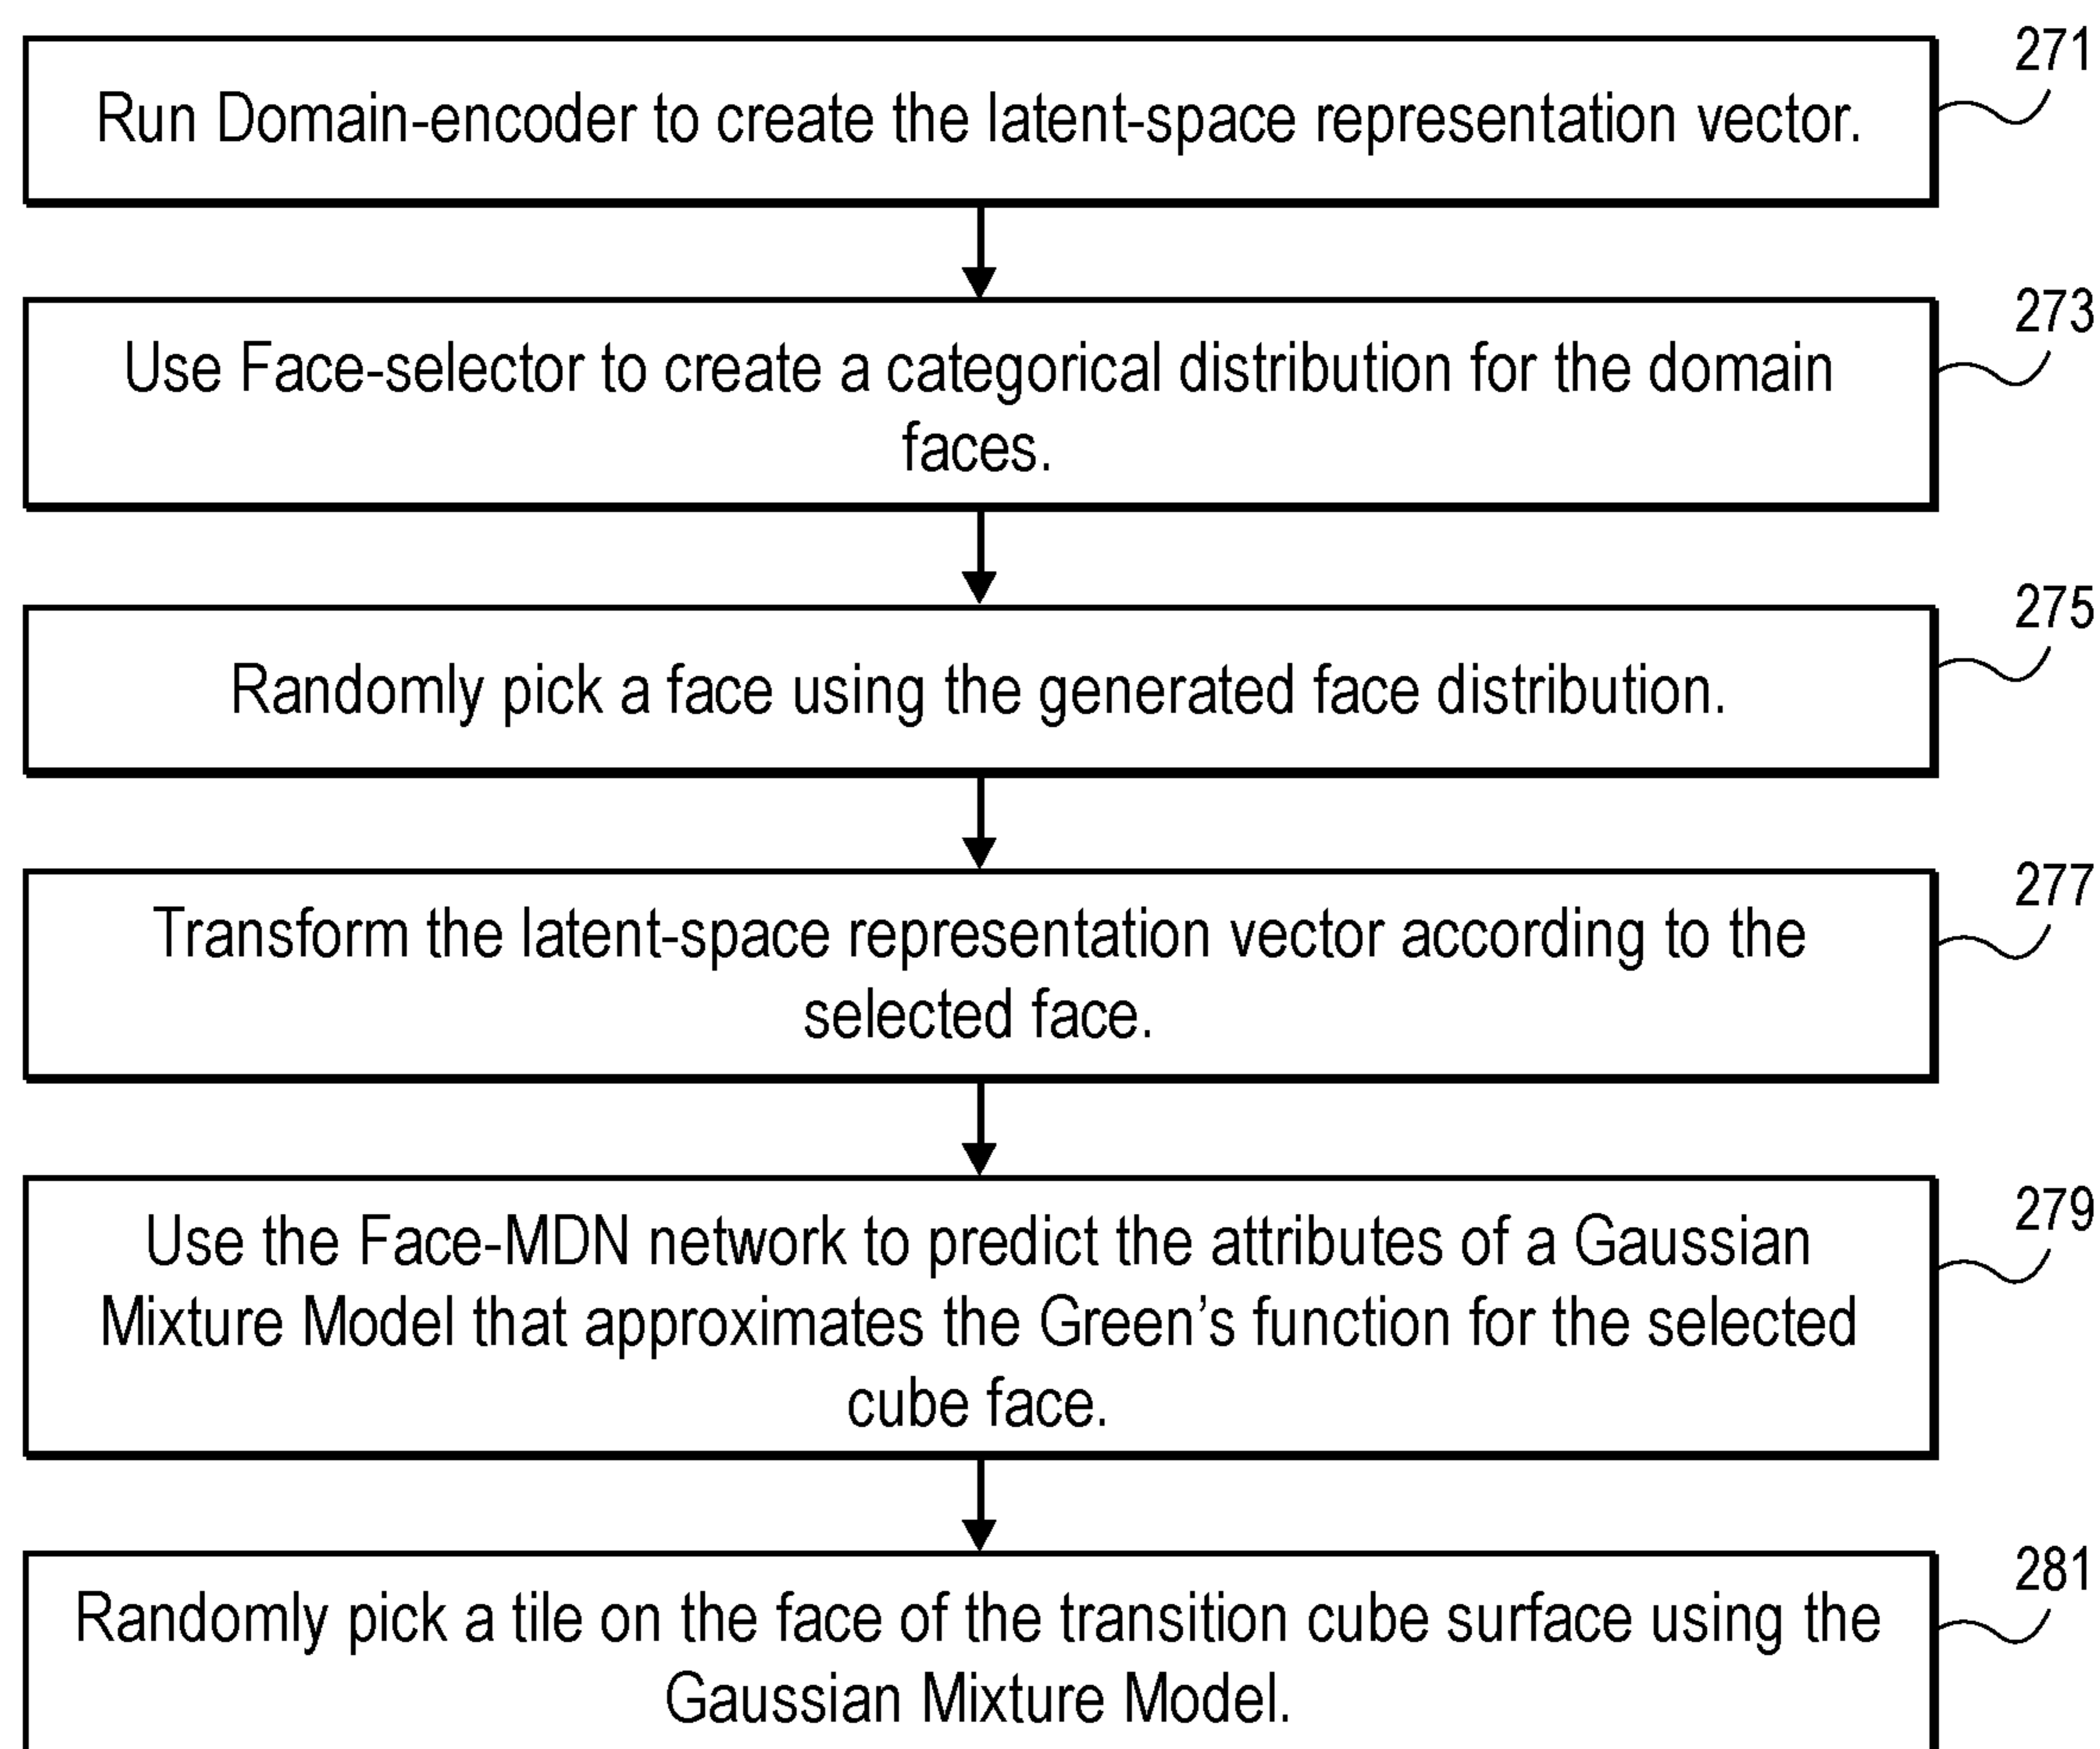 271
Run Domain-encoder to create the latent-space representation vector.
273
Use Face-selector to create a categorical distribution for the domain
faces.
275
Randomly pick a face using the generated face distribution.
277
Transform the latent-space representation vector according to the
selected face.
279
Use the Face-MDN network to predict the attributes of a Gaussian
Mixture Model that approximates the Green’s function for the selected
cube face.
281
Randomly pick a tile on the face of the transition cube surface using the
Gaussian Mixture Model.